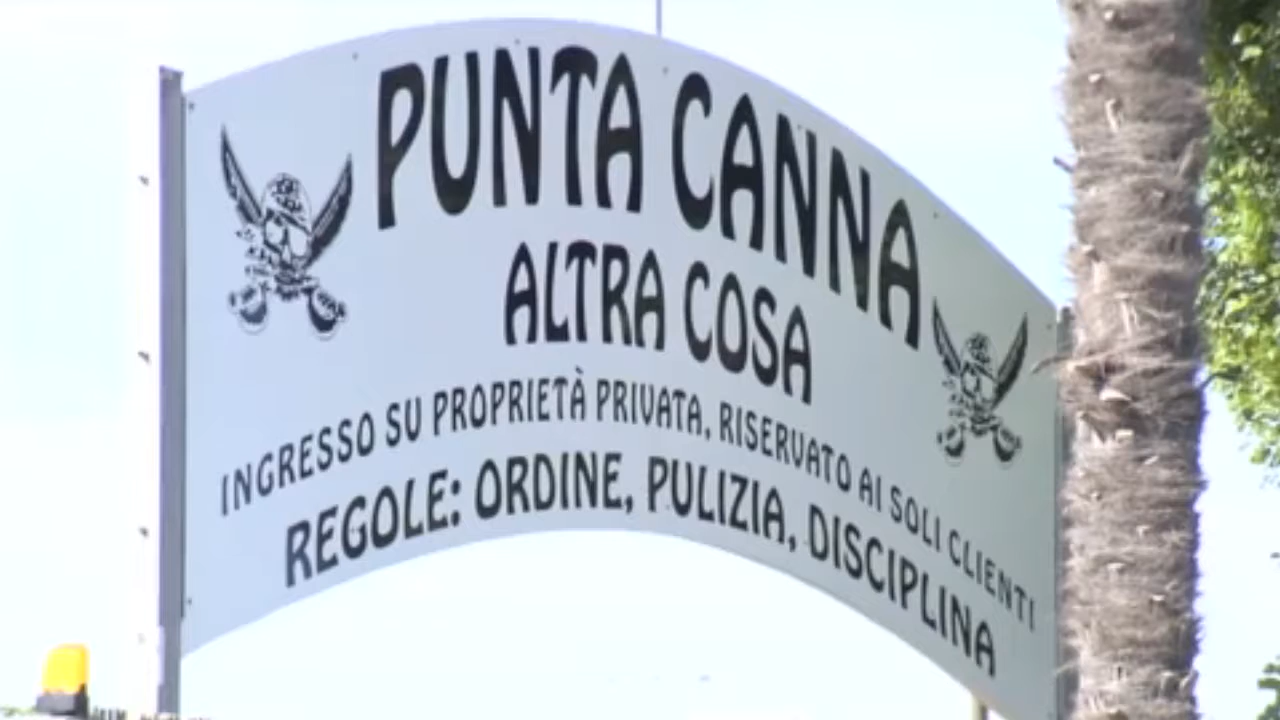 PUNTA CANNA
ALTRA COSA
INGRESSO SU PROPRIETÀ PRIVATA, RISERVATO AI SOLI CLIENTI
REGOLE: ORDINE, PULIZIA, DISCIPLINA